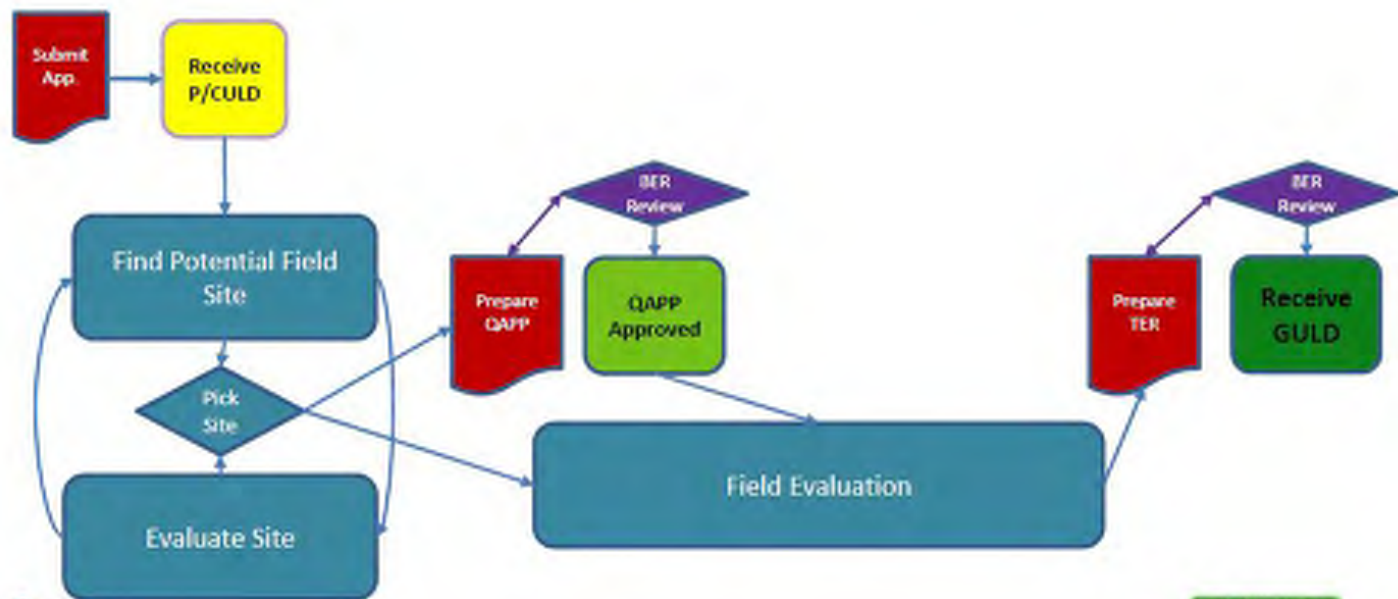 Submit
App.
Receive
P/CULD
Find Potential Field
Site
Pick
Site
Evaluate Site
BER
Review
Prepare
QAPP
QAPP
Approved
Field Evaluation
BER
Review
Prepare
TER
Receive
GULD